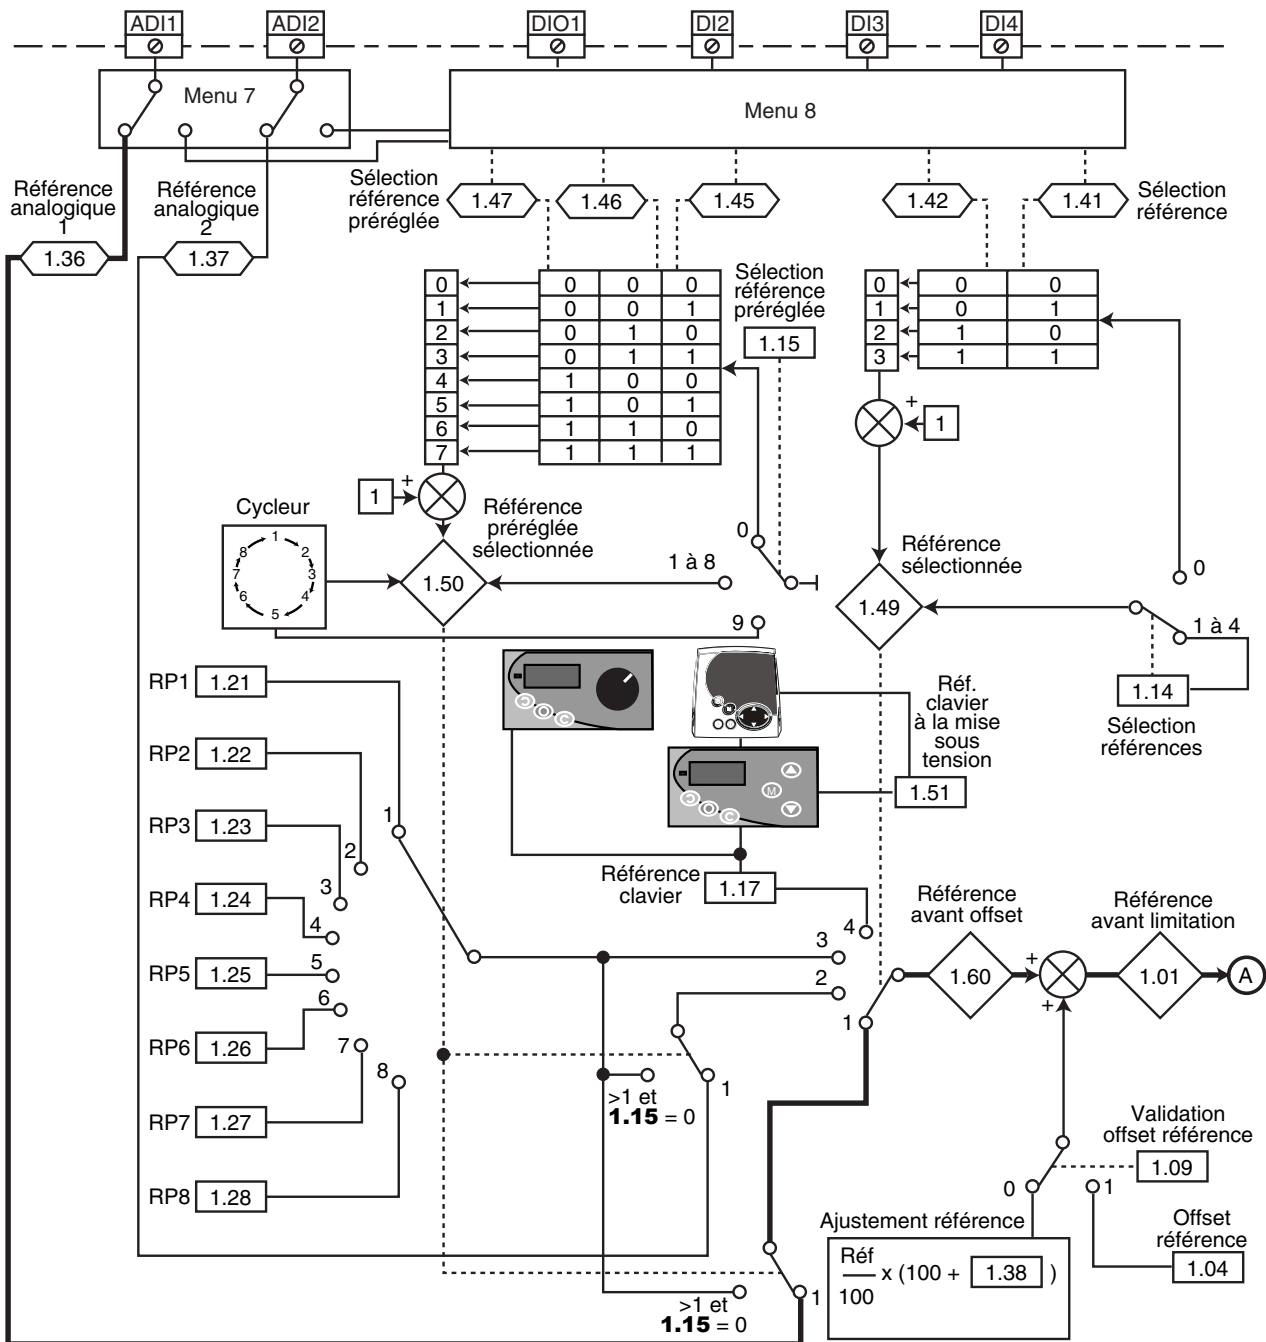 ADI1 ADI2 DIO1 DI2 DI3 DI4
Menu 7
Menu 8
Référence
analogique
1
Référence
analogique
2
Sélection
référence
préréglée
1.47
1.46
1.45
1.42
1.41
Sélection
référence
1.36
1.37
0 0 0 0
1 0 0 1
2 0 1 0
3 0 1 1
4 1 0 0
5 1 0 1
6 1 1 0
7 1 1 1
Sélection
référence
préréglée
1.15
0 0 0
1 0 1
2 1 0
3 1 1
+
1
1
+
Cycleur
1
2
3
4
5
6
7
8
Référence
préréglée
sélectionnée
1.50
0
1 à 8
9
Référence
sélectionnée
1.49
0
1 à 4
1.14
Sélection
références
RP1 1.21
RP2 1.22
RP3 1.23
RP4 1.24
RP5 1.25
RP6 1.26
RP7 1.27
RP8 1.28
1
2
3
4
5
6
7
8
M
Réf.
clavier
à la mise
sous
tension
1.51
Référence
clavier
1.17
4
3
2
1
Référence
avant offset
1.60
+
+
Référence
avant limitation
1.01
A
1
>1 et
1.15 = 0
Validation
offset référence
1.09
0
1
Ajustement référence
Réf
100
x (100 + 1.38 )
Offset
référence
1.04
1
>1 et
1.15 = 0